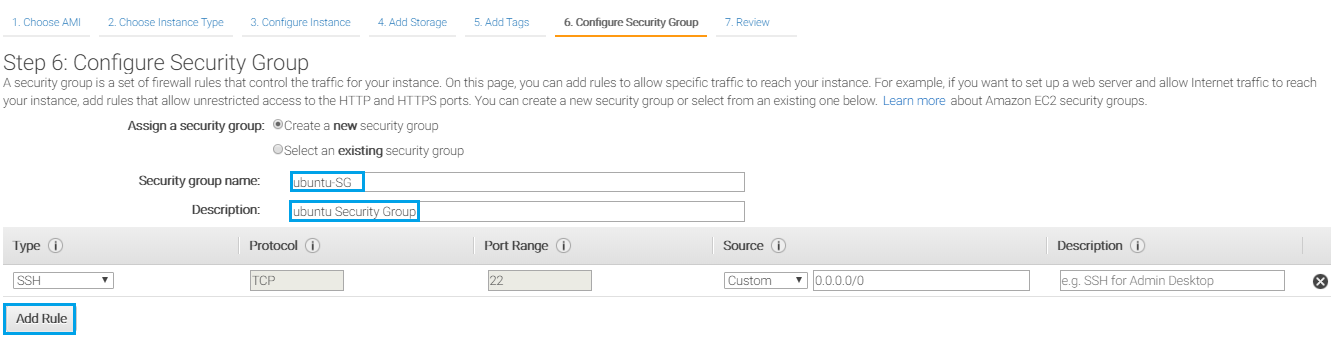 1. Choose AMI 2. Choose Instance Type 3. Configure Instance 4. Add Storage 5. Add Tags 6. Configure Security Group 7. Review
Step 6: Configure Security Group
A security group is a set of firewall rules that control the traffic for your instance. On this page, you can add rules to allow specific traffic to reach your instance. For example, if you want to set up a web server and allow Internet traffic to reach
your instance, add rules that allow unrestricted access to the HTTP and HTTPS ports. You can create a new security group or select from an existing one below. Learn more about Amazon EC2 security groups.
Assign a security group: Create a new security group
Select an existing security group
Security group name: ubuntu-SG
Description: ubuntu Security Group
Type i Protocol i Port Range i Source i Description i
SSH TCP 22 Custom 0.0.0.0/0 e.g. SSH for Admin Desktop
Add Rule